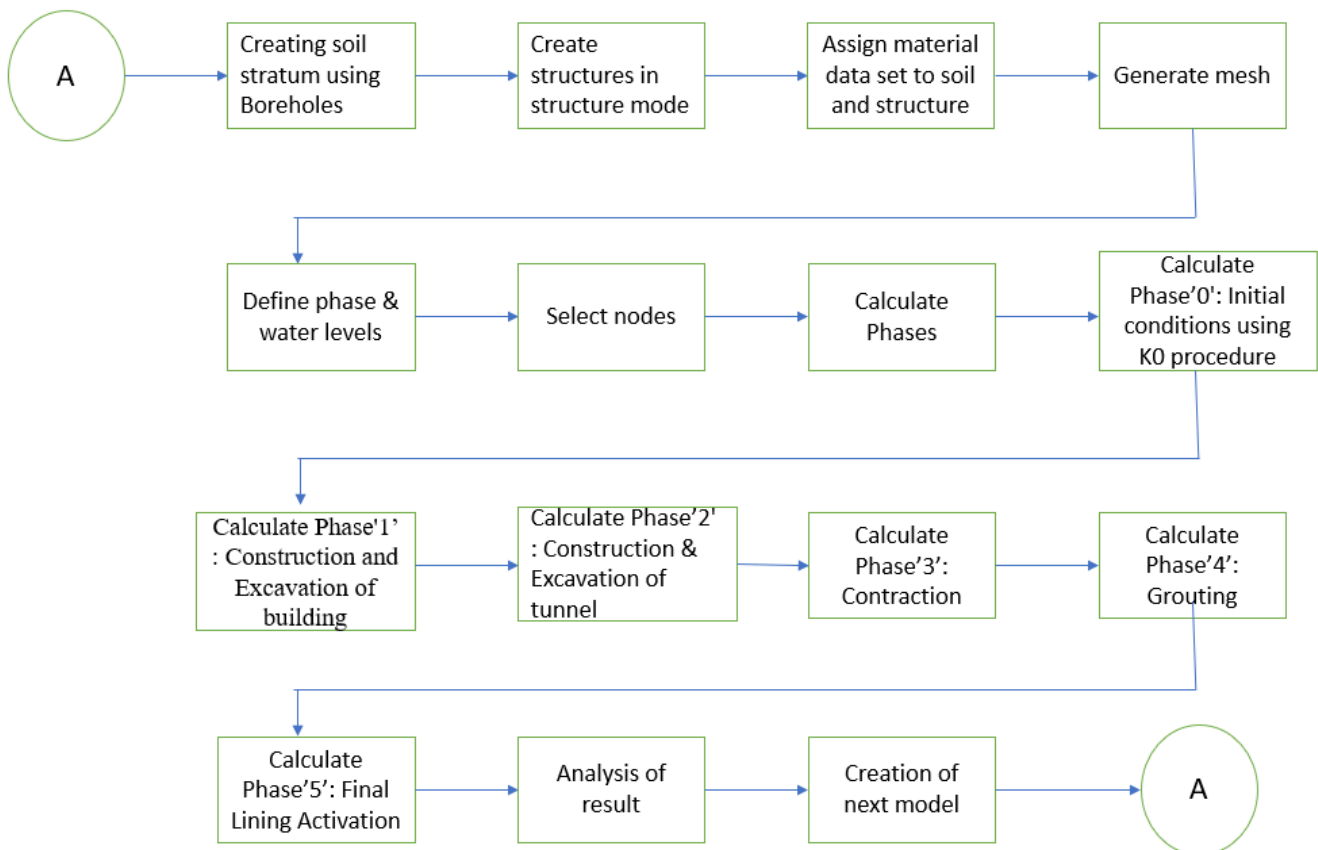 A
Creating soil
stratum using
Boreholes
Create
structures in
structure mode
Assign material
data set to soil
and structure
Generate mesh
Define phase &
water levels
Select nodes
Calculate
Phases
Calculate
Phase’0': Initial
conditions using
K0 procedure
Calculate Phase'1’
: Construction and
Excavation of
building
Calculate Phase’2'
: Construction &
Excavation of
tunnel
Calculate
Phase’3’:
Contraction
Calculate
Phase’4’:
Grouting
Calculate
Phase’5’: Final
Lining Activation
Analysis of
result
Creation of
next model
A